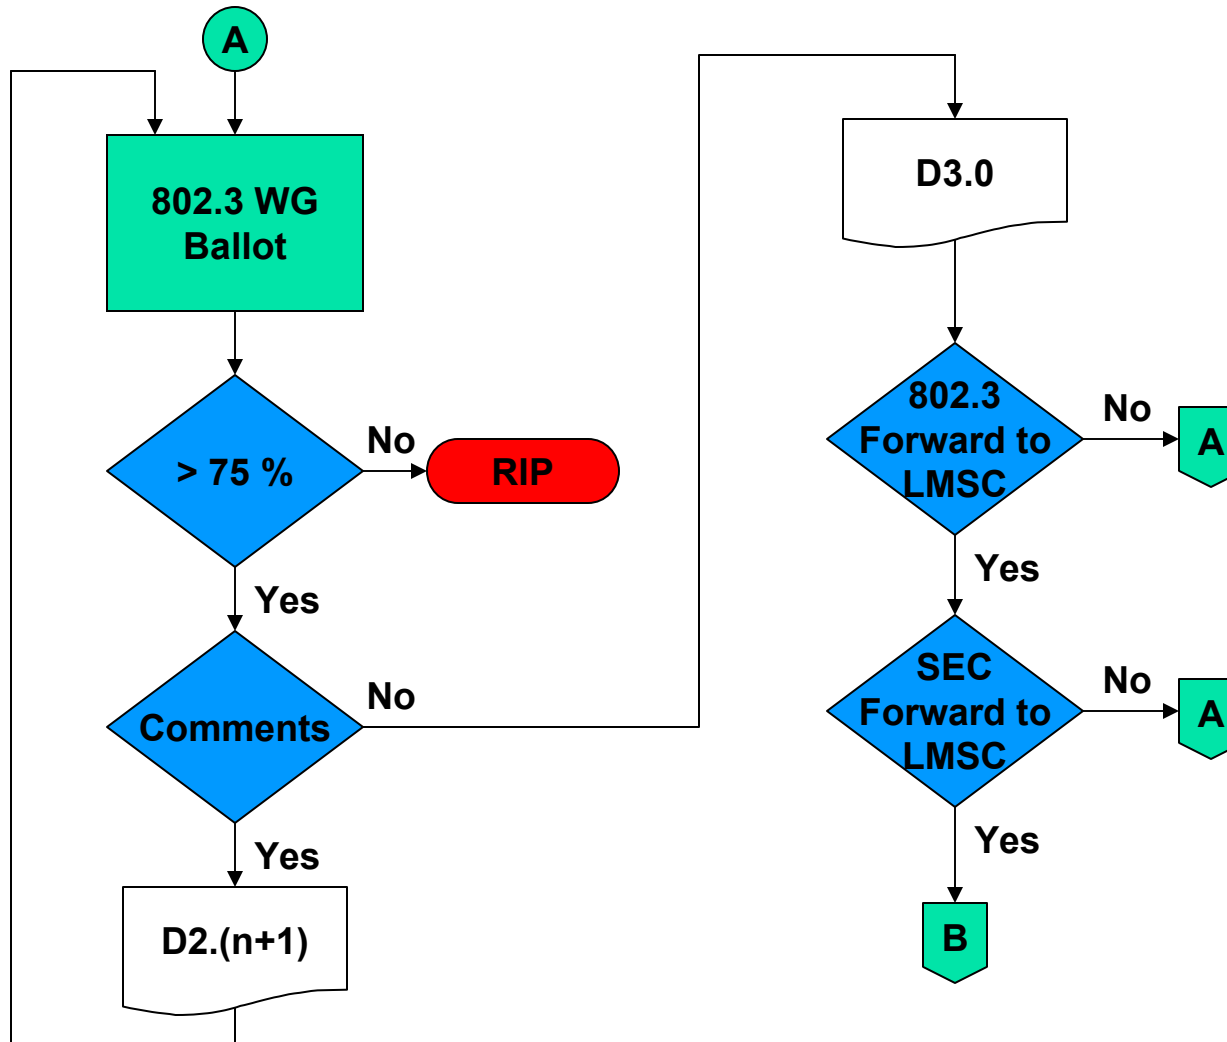 A
802.3 WG
Ballot
> 75 %
No
RIP
Yes
Comments
No
Yes
D2.(n+1)
D3.0
802.3
Forward to
LMSC
No
A
Yes
SEC
Forward to
LMSC
No
A
Yes
B